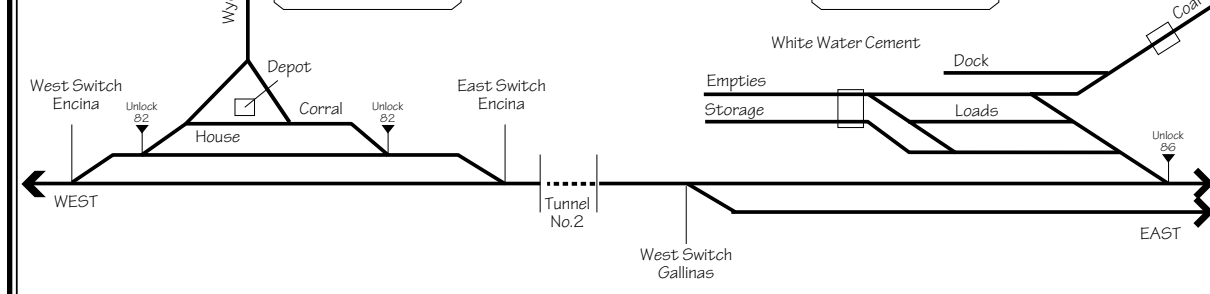 Coal
White Water Cement
Dock
Depot
West Switch
Encina
East Switch
Encina
Empties
Unlock
82
Corral
Unlock
82
Storage
Loads
House
Unlock
86
WEST
Tunnel
No.2
EAST
West Switch
Gallinas